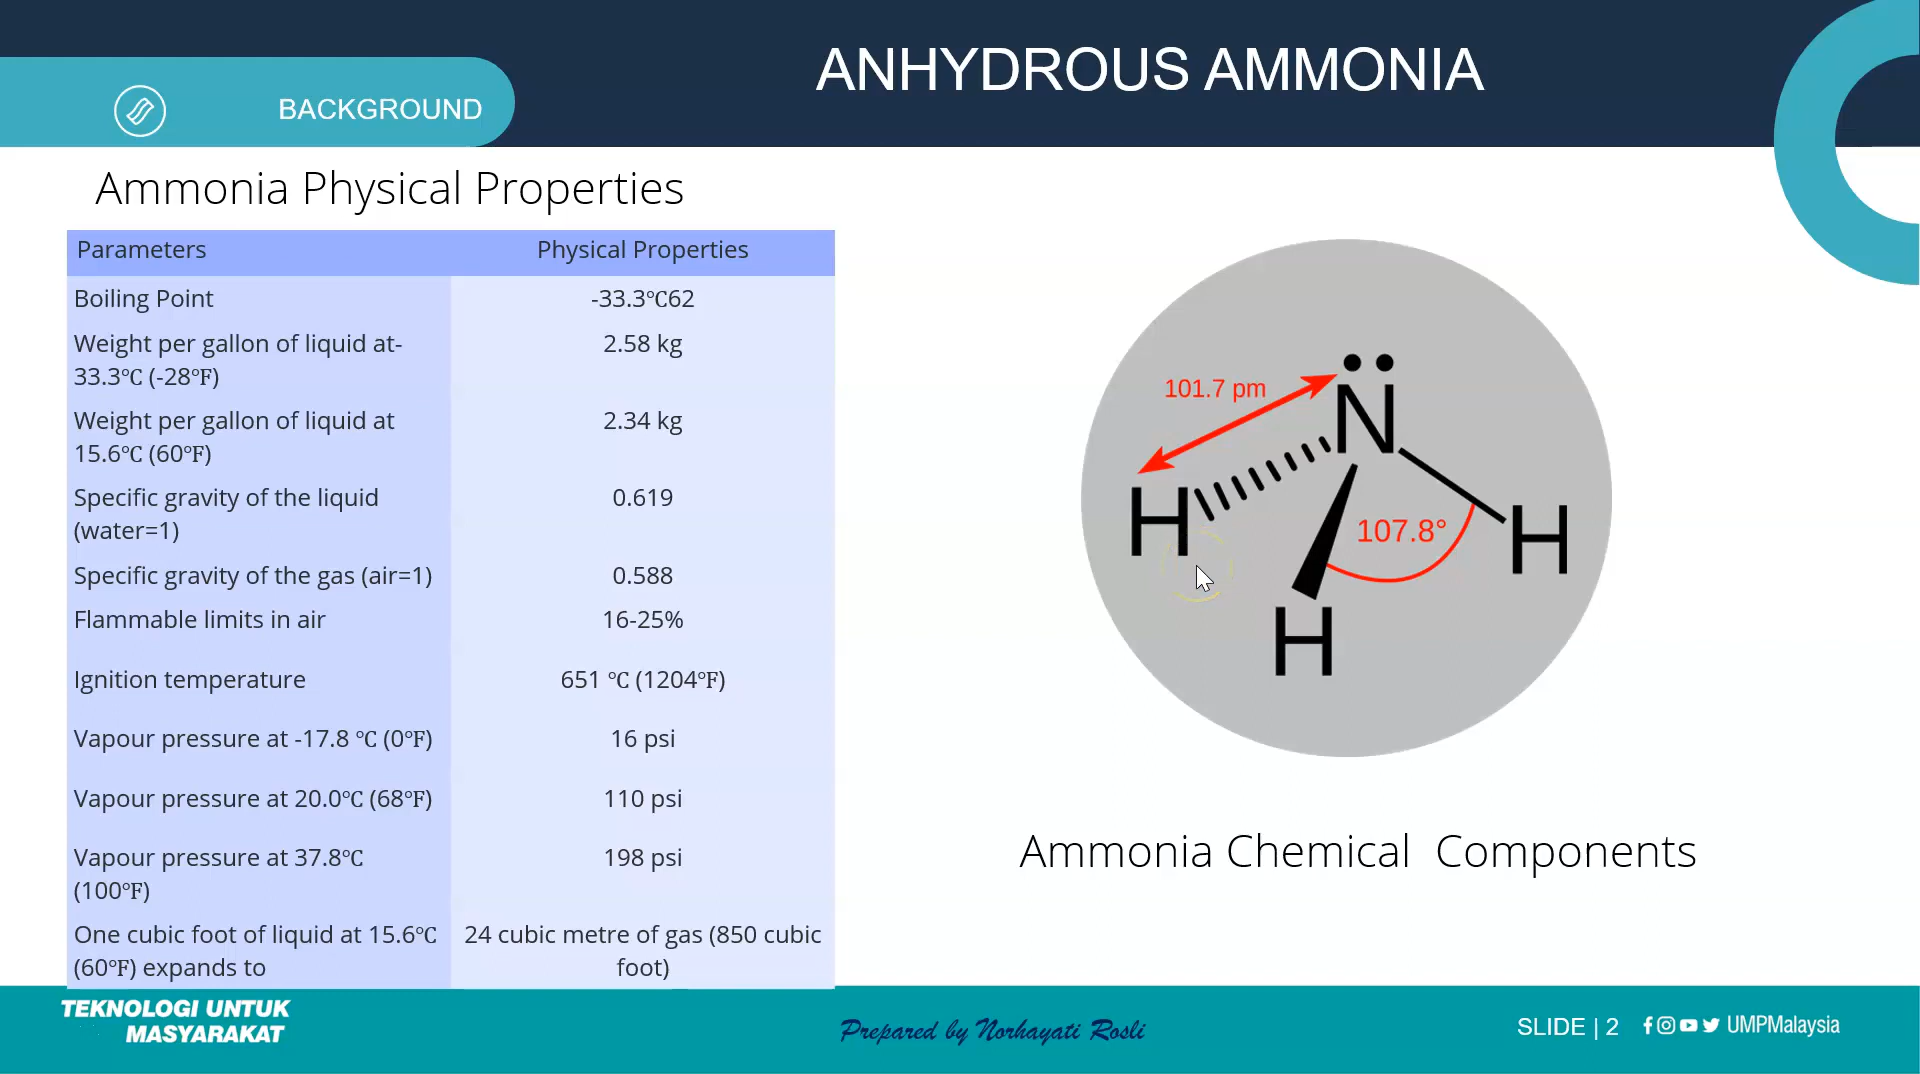 ANHYDROUS AMMONIA
BACKGROUND
Ammonia Physical Properties
Parameters Physical Properties
Boiling Point -33.3℃62
Weight per gallon of liquid at- 2.58 kg
33.3℃ (-28℉)
Weight per gallon of liquid at 2.34 kg
15.6℃ (60℉)
Specific gravity of the liquid 0.619
(water=1)
Specific gravity of the gas (air=1) 0.588
Flammable limits in air 16-25%
Ignition temperature 651 ℃ (1204℉)
Vapour pressure at -17.8 ℃ (0℉) 16 psi
Vapour pressure at 20.0℃ (68℉) 110 psi
Vapour pressure at 37.8℃ 198 psi
(100℉)
One cubic foot of liquid at 15.6℃ 24 cubic metre of gas (850 cubic
(60℉) expands to foot)
101.7 pm
N
H
107.8°
H
H
Ammonia Chemical Components
TEKNOLOGI UNTUK
MASYARAKAT
Prepared by Norhayati Rosli
SLIDE | 2 UMPMalaysia